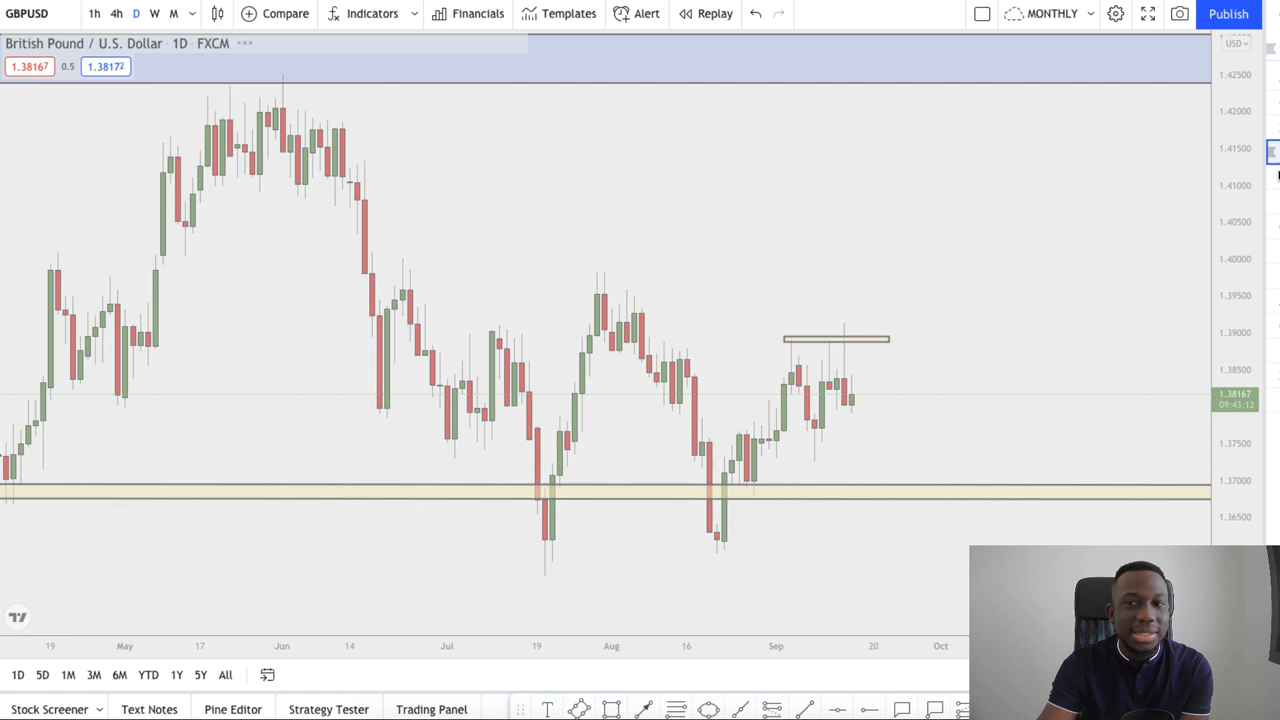 GBPUSD 1h 4h D W M Compare Indicators Financials Templates Alert Replay MONTHLY Publish
British Pound / U.S. Dollar · 1D · FXCM
USD
1.38167 0.5 1.38172
1.42500
1.42000
1.41500
1.41000
1.40500
1.40000
1.39500
1.39000
1.38500
1.38167
09:43:12
1.37500
1.37000
1.36500
19 May 17 Jun 14 Jul 19 Aug 16 Sep 20 Oct
1D 5D 1M 3M 6M YTD 1Y 5Y All
Stock Screener Text Notes Pine Editor Strategy Tester Trading Panel